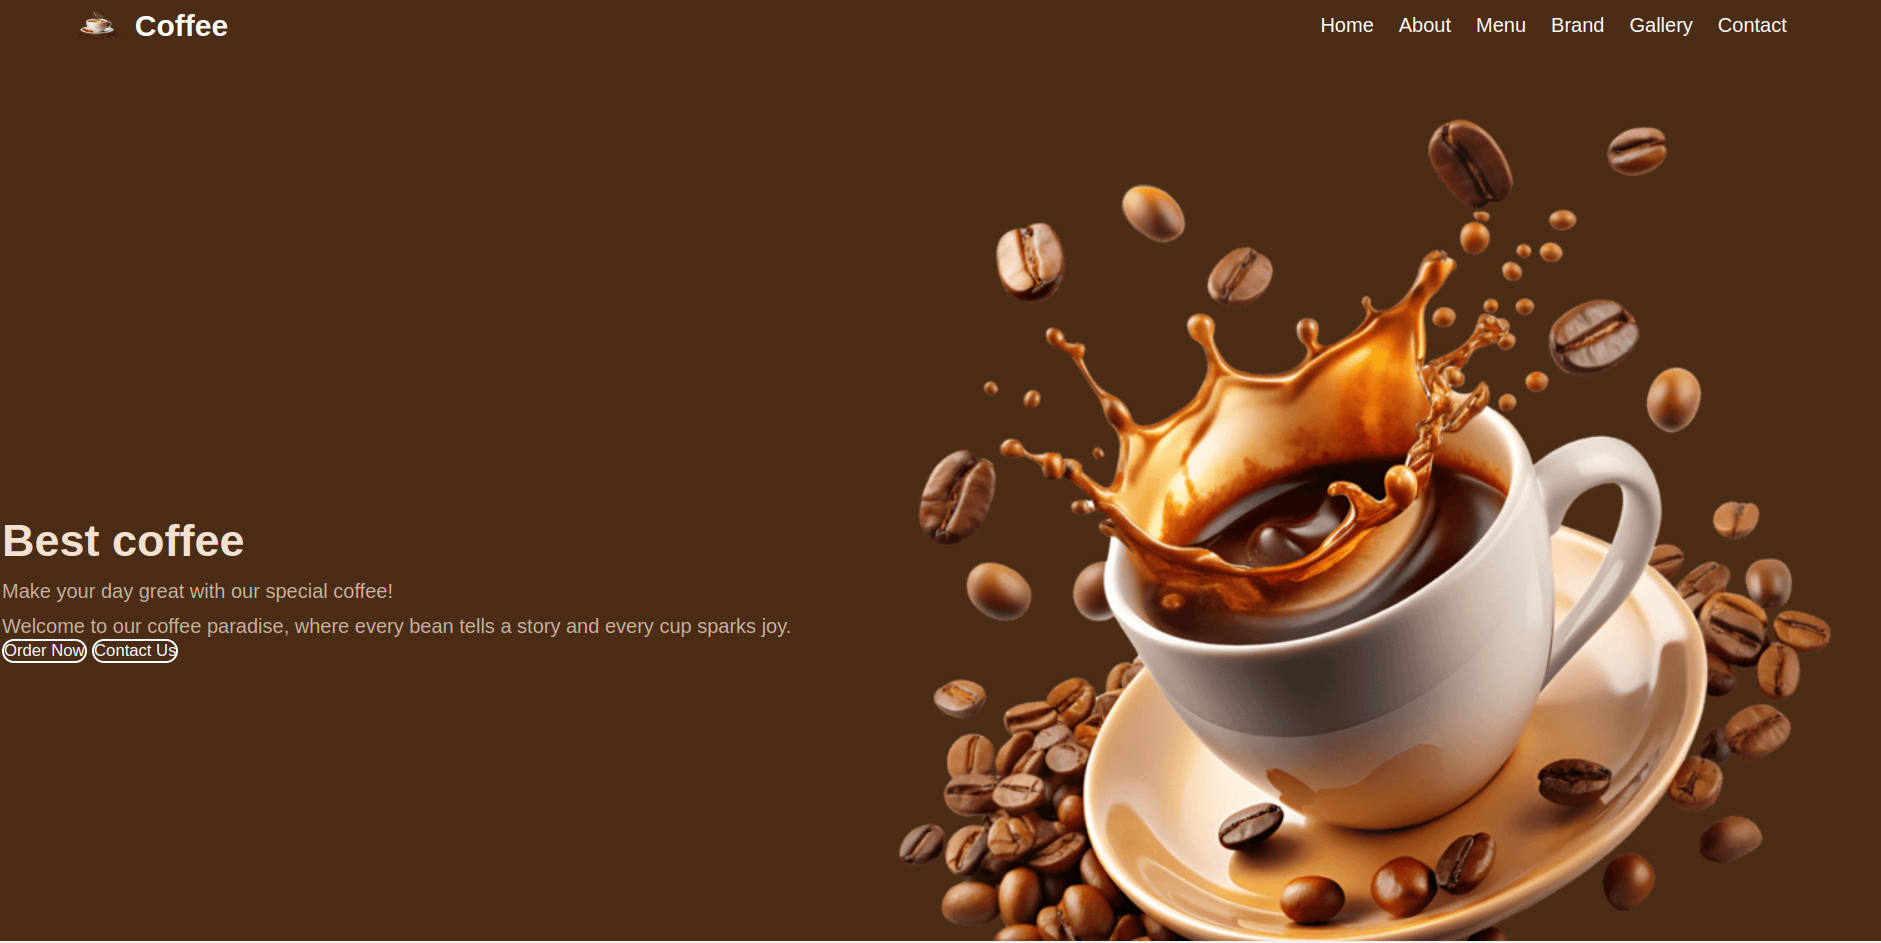 Coffee
Home About Menu Brand Gallery Contact
Best coffee
Make your day great with our special coffee!
Welcome to our coffee paradise, where every bean tells a story and every cup sparks joy.
Order Now Contact Us